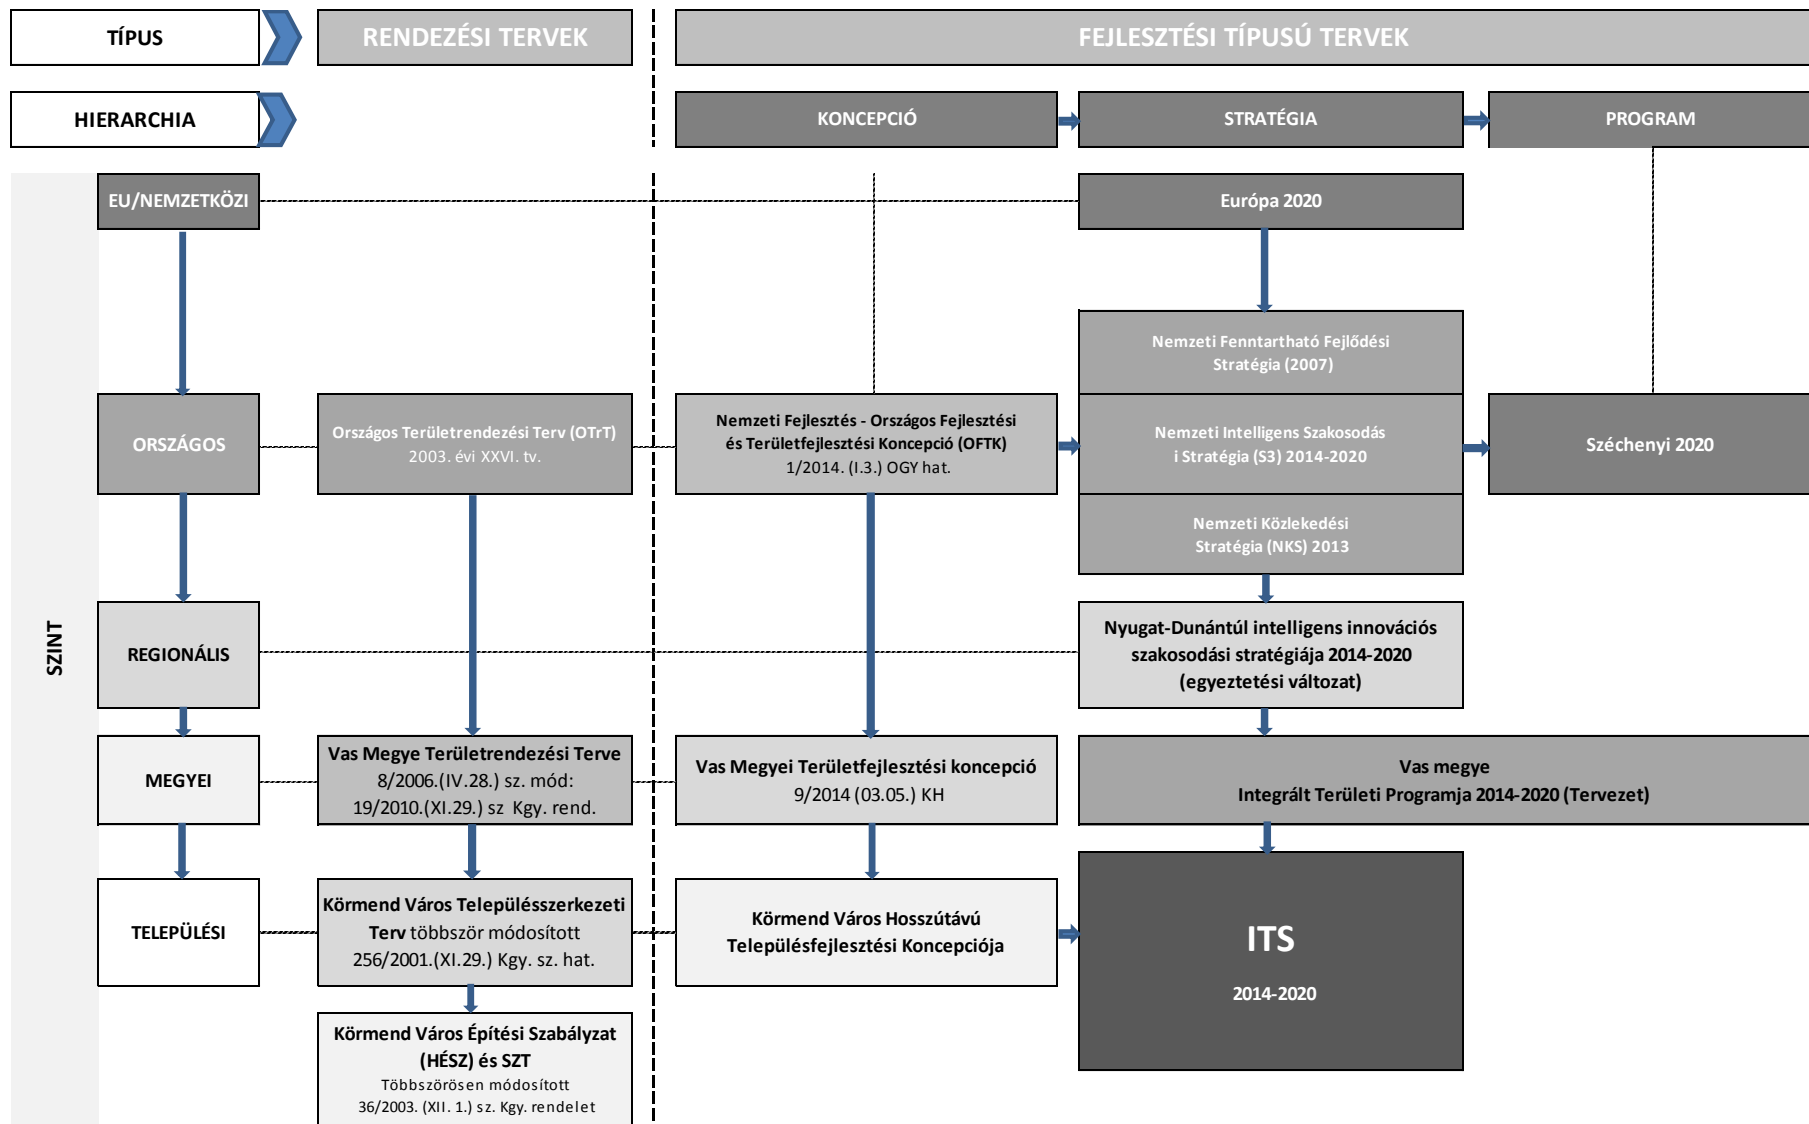 TÍPUS
RENDEZÉSI TERVEK
FEJLESZTÉSI TÍPUSÚ TERVEK
HIERARCHIA
KONCEPCIÓ
STRATÉGIA
PROGRAM
SZINT
EU/NEMZETKÖZI
Európa 2020
Nemzeti Fenntartható Fejlődési
Stratégia (2007)
ORSZÁGOS
Országos Területrendezési Terv (OTrT)
2003. évi XXVI. tv.
Nemzeti Fejlesztés - Országos Fejlesztési
és Területfejlesztési Koncepció (OFTK)
1/2014. (I.3.) OGY hat.
Nemzeti Intelligens Szakosodás
i Stratégia (S3) 2014-2020
Széchenyi 2020
Nemzeti Közlekedési
Stratégia (NKS) 2013
REGIONÁLIS
Nyugat-Dunántúl intelligens innovációs
szakosodási stratégiája 2014-2020
(egyeztetési változat)
MEGYEI
Vas Megye Területrendezési Terve
8/2006.(IV.28.) sz. mód:
19/2010.(XI.29.) sz Kgy. rend.
Vas Megyei Területfejlesztési koncepció
9/2014 (03.05.) KH
Vas megye
Integrált Területi Programja 2014-2020 (Tervezet)
TELEPÜLÉSI
Körmend Város Településszerkezeti
Terv többször módosított
256/2001.(XI.29.) Kgy. sz. hat.
Körmend Város Hosszútávú
Településfejlesztési Koncepciója
ITS
2014-2020
Körmend Város Építési Szabályzat
(HÉSZ) és SZT
Többszörösen módosított
36/2003. (XII. 1.) sz. Kgy. rendelet